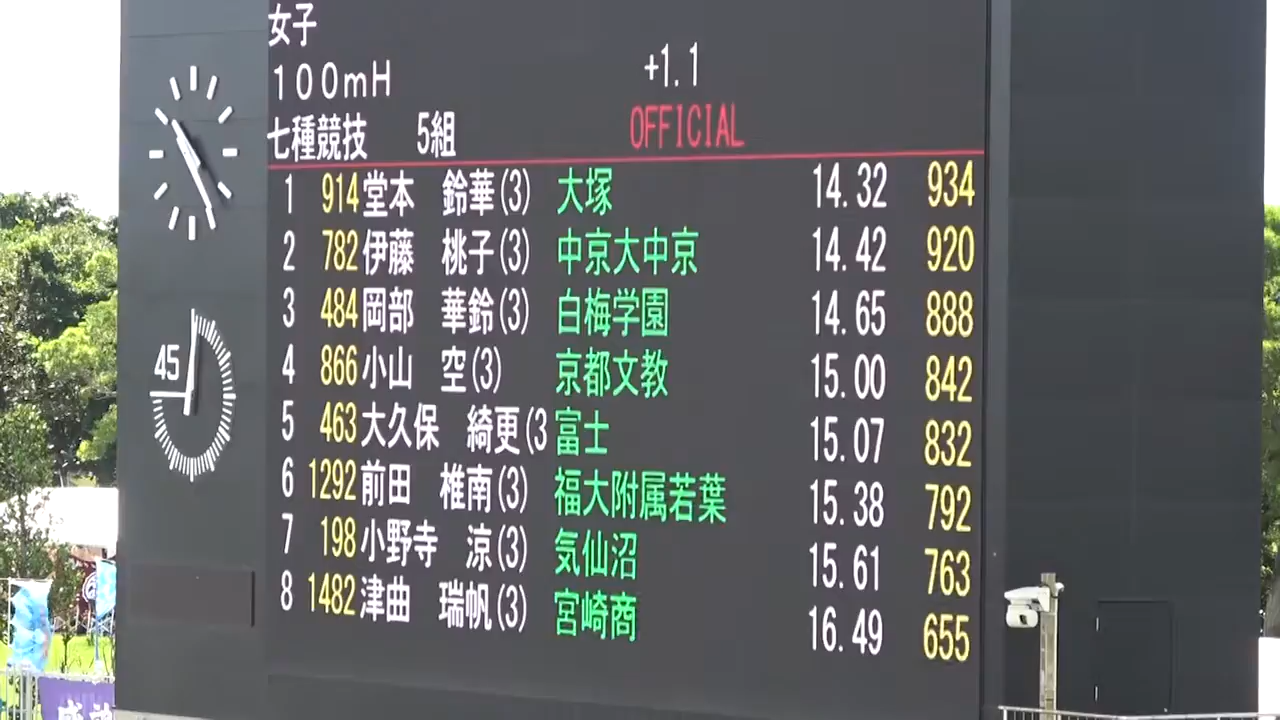 女子
100mH +1.1
七種競技 5組 OFFICIAL
1 914 堂本 鈴華(3) 大塚 14.32 934
2 782 伊藤 桃子(3) 中京大中京 14.42 920
3 484 岡部 華鈴(3) 白梅学園 14.65 888
4 866 小山 空(3) 京都文教 15.00 842
5 463 大久保 綺更(3 富士 15.07 832
6 1292 前田 椎南(3) 福大附属若葉 15.38 792
7 198 小野寺 涼(3) 気仙沼 15.61 763
8 1482 津曲 瑞帆(3) 宮崎商 16.49 655
45